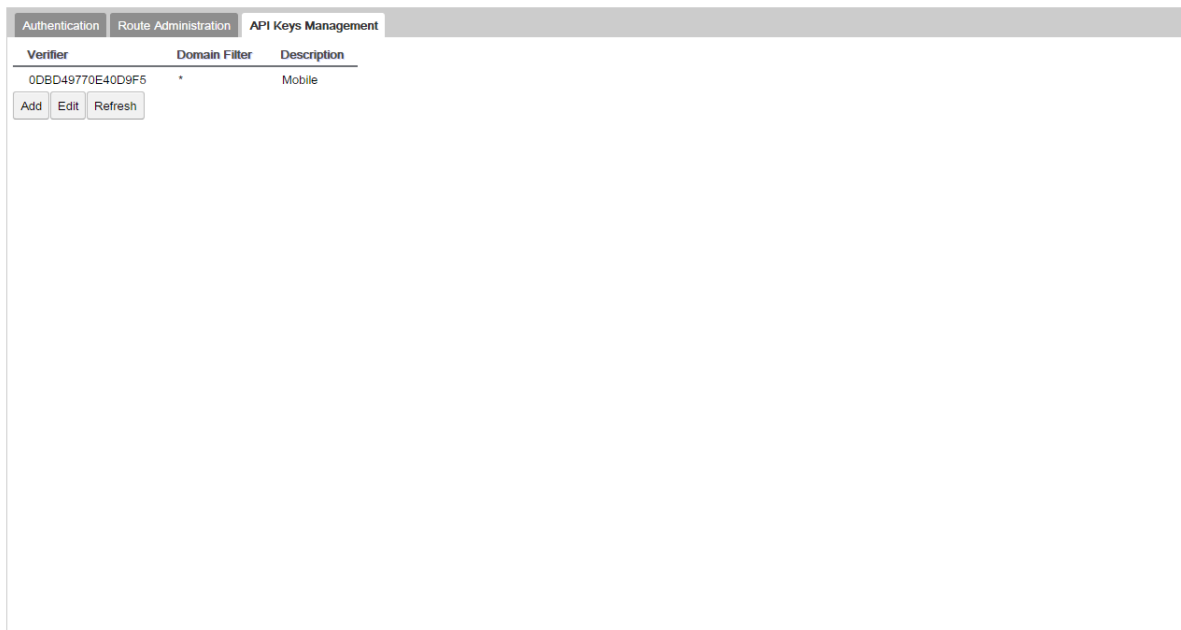 Authentication Route Administration API Keys Management
Verifier Domain Filter Description
0DBD49770E40D9F5 * Mobile
Add Edit Refresh